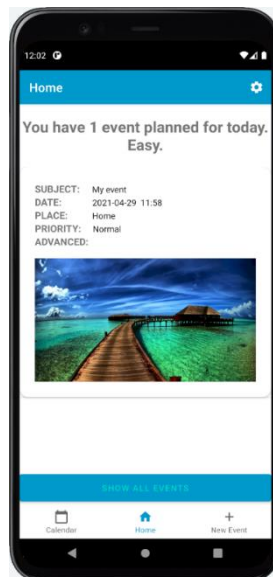 12:02
Home
You have 1 event planned for today.
Easy.
SUBJECT: My event
DATE: 2021-04-29 11:58
PLACE: Home
PRIORITY: Normal
ADVANCED:
SHOW ALL EVENTS
Calendar Home New Event